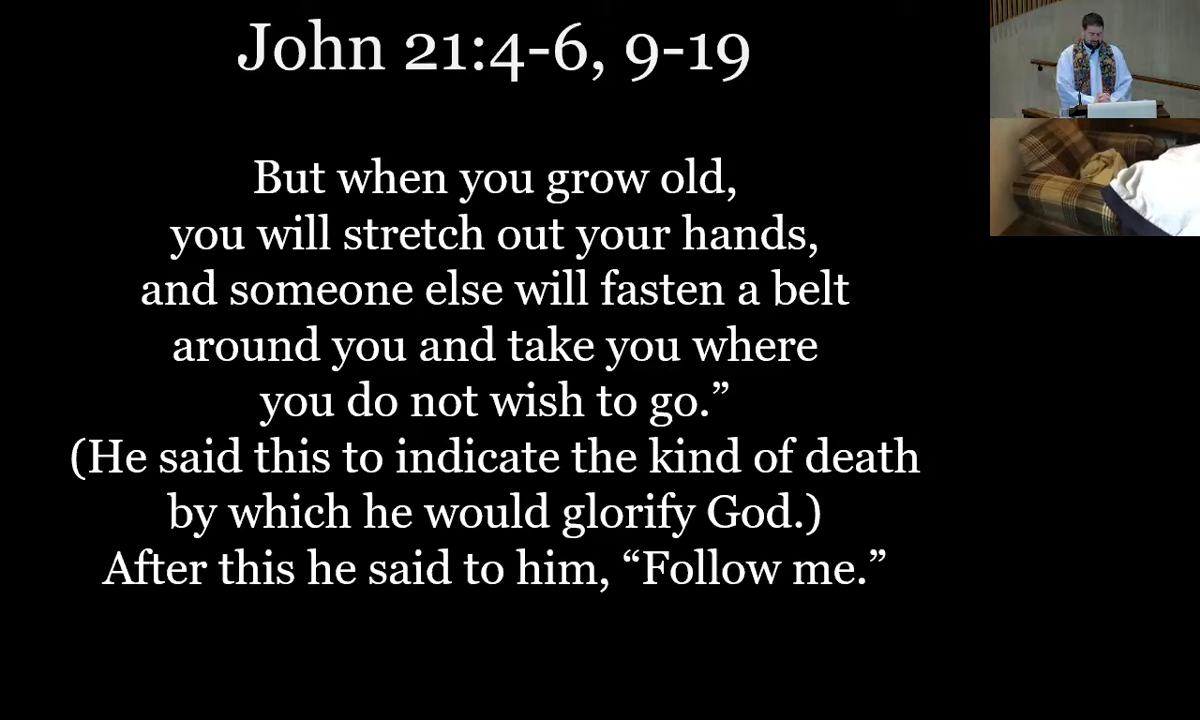 John 21:4-6, 9-19
But when you grow old,
you will stretch out your hands,
and someone else will fasten a belt
around you and take you where
you do not wish to go.”
(He said this to indicate the kind of death
by which he would glorify God.)
After this he said to him, “Follow me.”